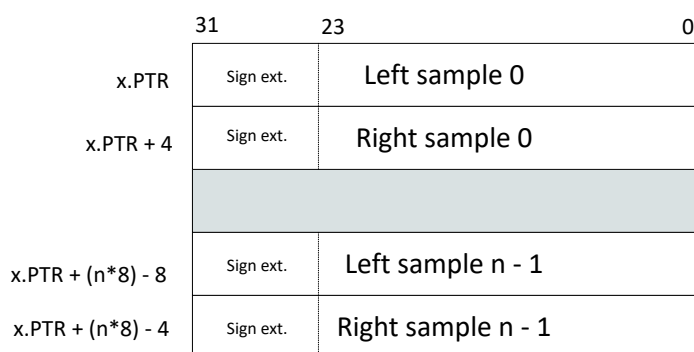 31 23 0
x.PTR Sign ext. Left sample 0
x.PTR + 4 Sign ext. Right sample 0
x.PTR + (n*8) - 8 Sign ext. Left sample n - 1
x.PTR + (n*8) - 4 Sign ext. Right sample n - 1